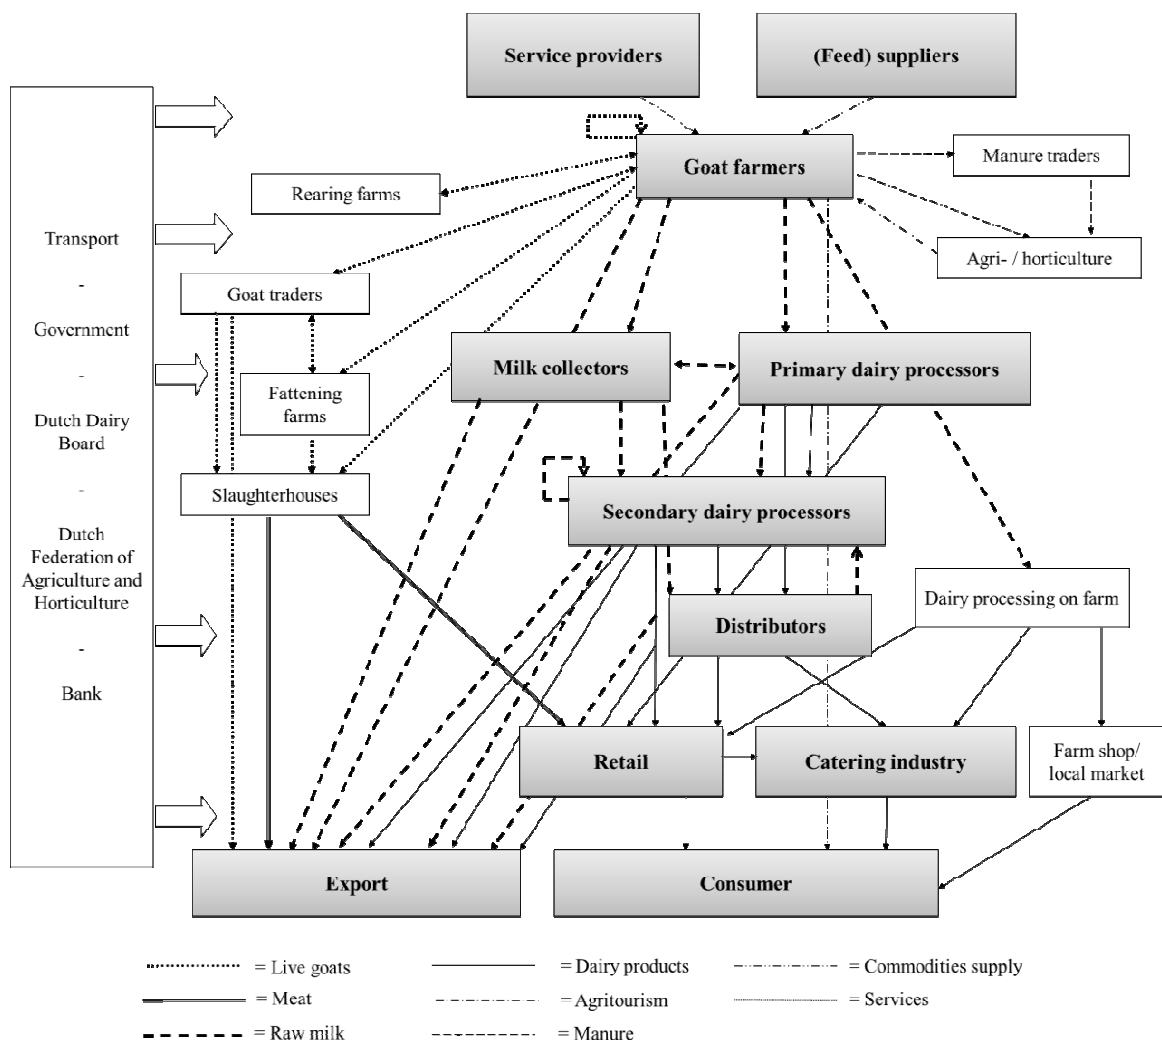 Service providers
(Feed) suppliers
Goat farmers
Manure traders
Rearing farms
Agri- / horticulture
Goat traders
Milk collectors
Primary dairy processors
Fattening
farms
Slaughterhouses
Secondary dairy processors
Dairy processing on farm
Distributors
Retail
Catering industry
Farm shop/
local market
Export
Consumer
Transport
-
Government
-
Dutch Dairy
Board
-
Dutch
Federation of
Agriculture and
Horticulture
-
Bank
= Live goats
= Dairy products
= Commodities supply
= Meat
= Agritourism
= Services
= Raw milk
= Manure